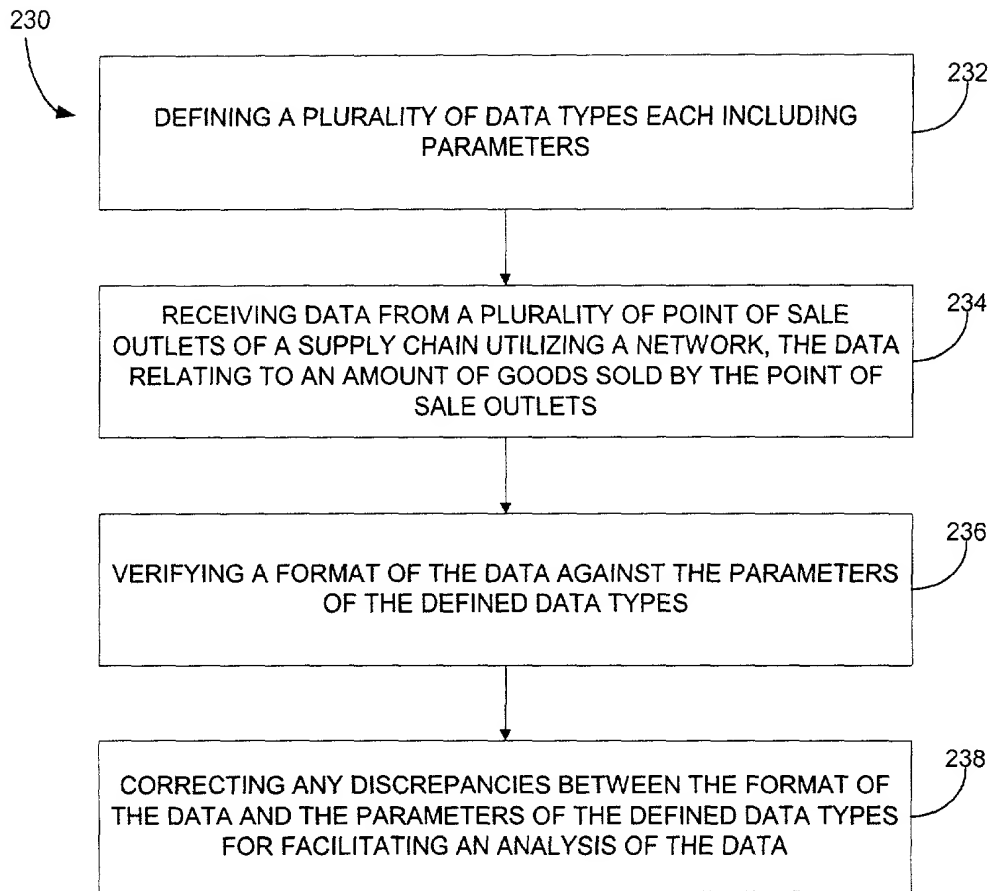 230
232
DEFINING A PLURALITY OF DATA TYPES EACH INCLUDING
PARAMETERS
234
RECEIVING DATA FROM A PLURALITY OF POINT OF SALE
OUTLETS OF A SUPPLY CHAIN UTILIZING A NETWORK, THE DATA
RELATING TO AN AMOUNT OF GOODS SOLD BY THE POINT OF
SALE OUTLETS
236
VERIFYING A FORMAT OF THE DATA AGAINST THE PARAMETERS
OF THE DEFINED DATA TYPES
238
CORRECTING ANY DISCREPANCIES BETWEEN THE FORMAT OF
THE DATA AND THE PARAMETERS OF THE DEFINED DATA TYPES
FOR FACILITATING AN ANALYSIS OF THE DATA